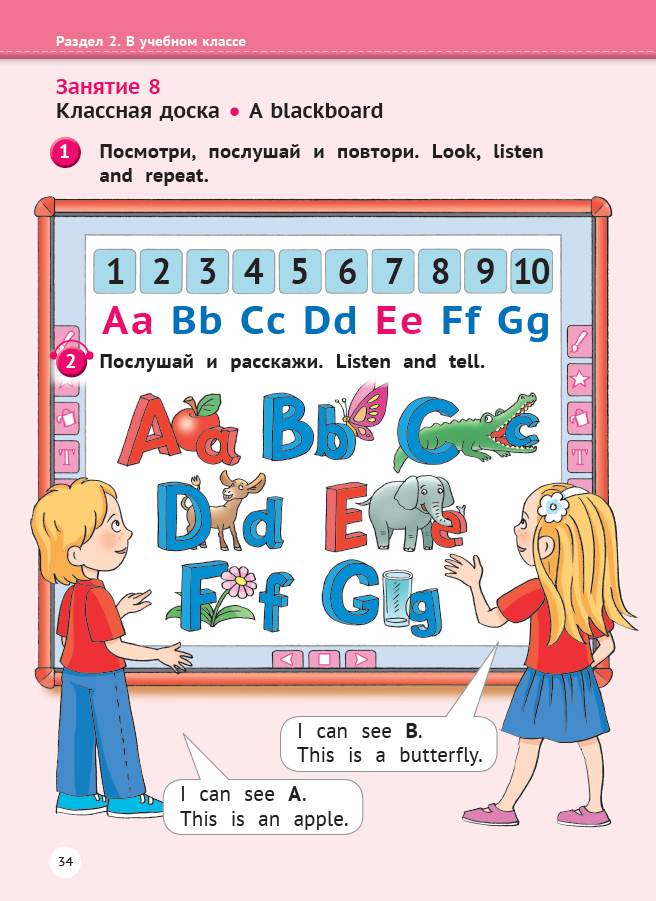 Раздел 2. В учебном классе
Занятие 8
Классная доска • A blackboard
1 Посмотри, послушай и повтори. Look, listen
and repeat.
1 2 3 4 5 6 7 8 9 10
Aa Bb Cc Dd Ee Ff Gg
2 Послушай и расскажи. Listen and tell.
Aa Bb Cc
Dd Ee
Ff Gg
T T
I can see B.
This is a butterfly.
I can see A.
This is an apple.
34